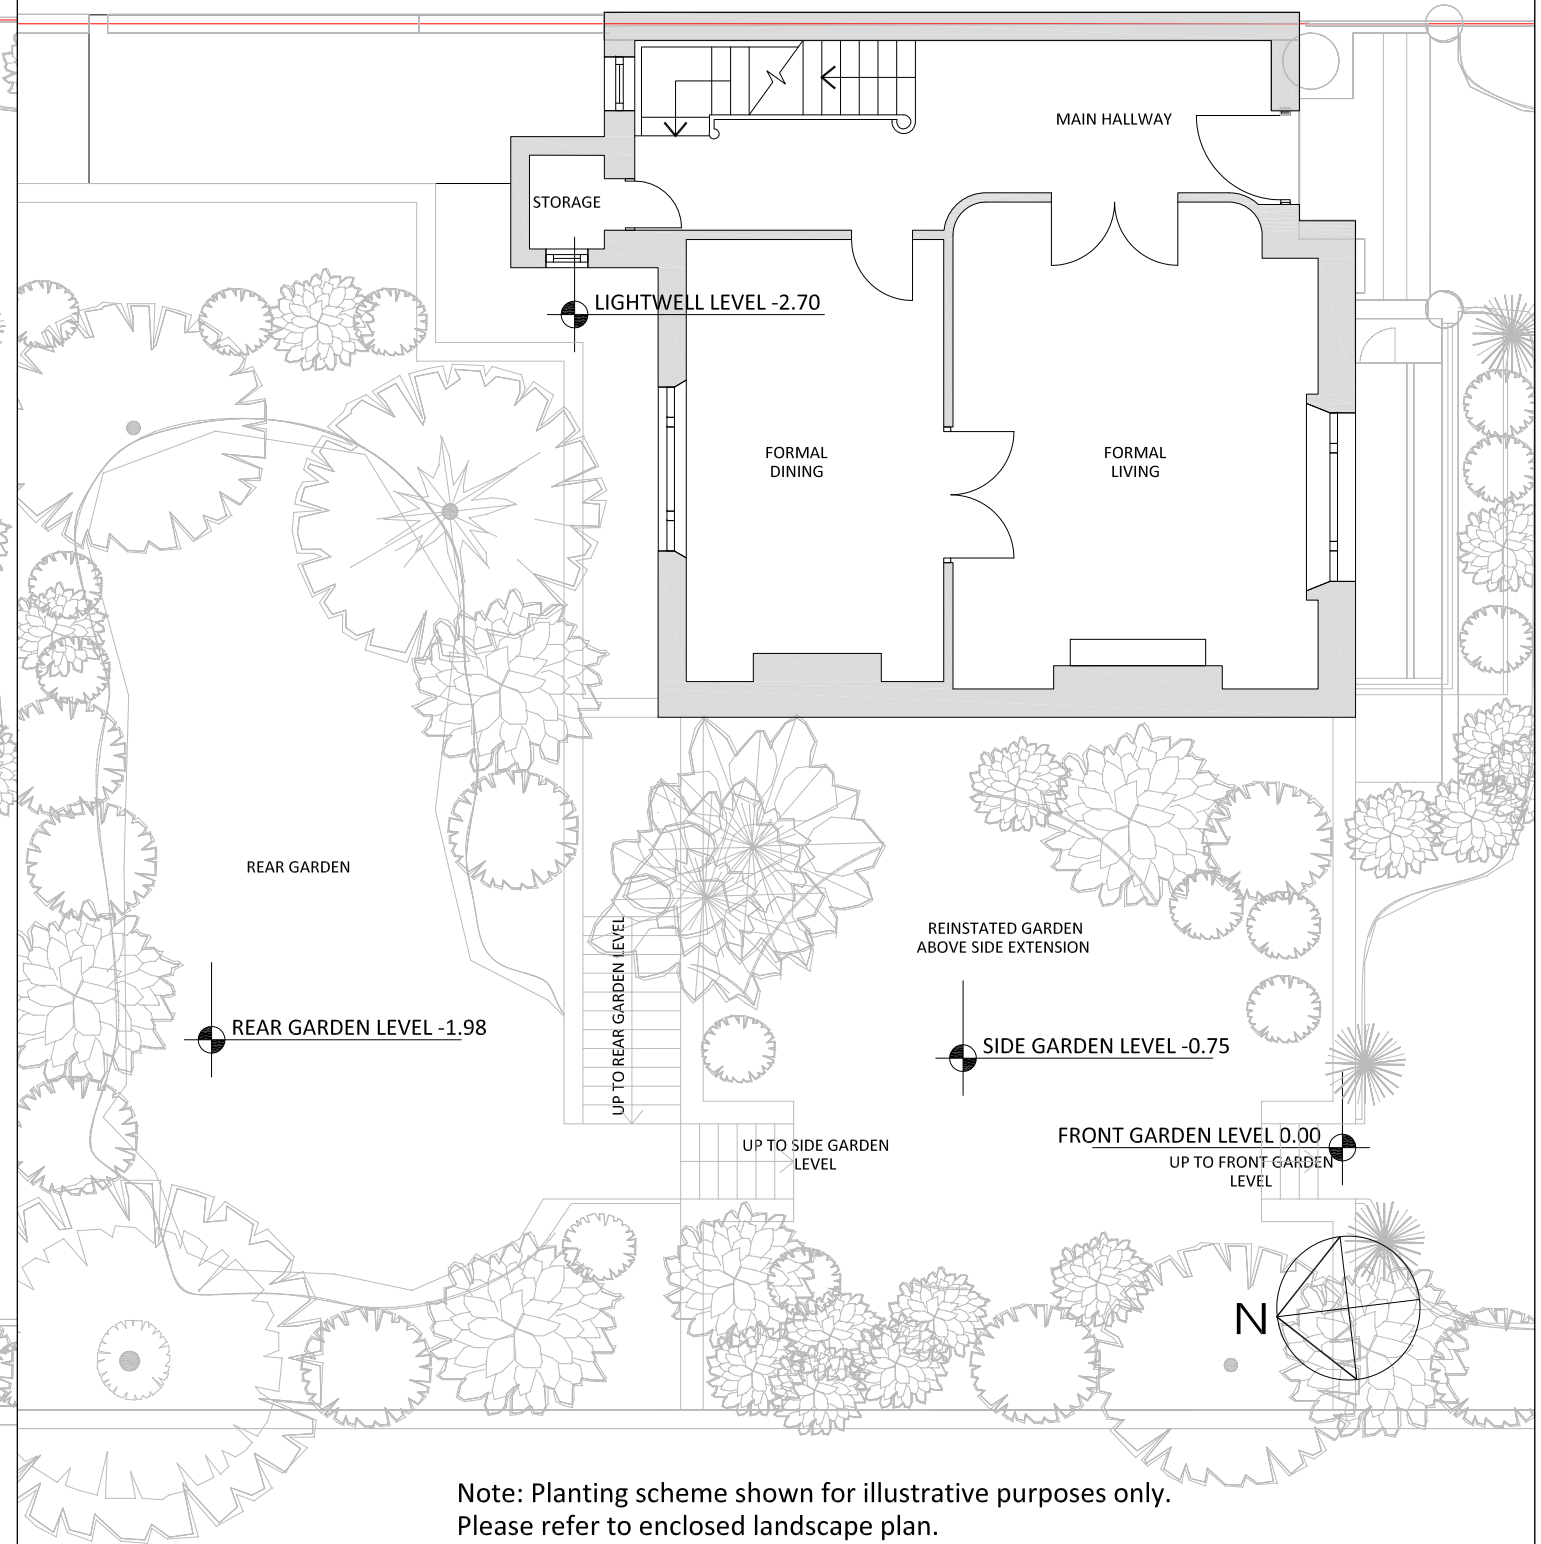 MAIN HALLWAY
STORAGE
LIGHTWELL LEVEL -2.70
FORMAL
DINING
FORMAL
LIVING
REAR GARDEN
REINSTATED GARDEN
ABOVE SIDE EXTENSION
UP TO REAR GARDEN LEVEL
REAR GARDEN LEVEL -1.98
SIDE GARDEN LEVEL -0.75
FRONT GARDEN LEVEL 0.00
UP TO SIDE GARDEN
LEVEL
UP TO FRONT GARDEN
LEVEL
N
Note: Planting scheme shown for illustrative purposes only.
Please refer to enclosed landscape plan.